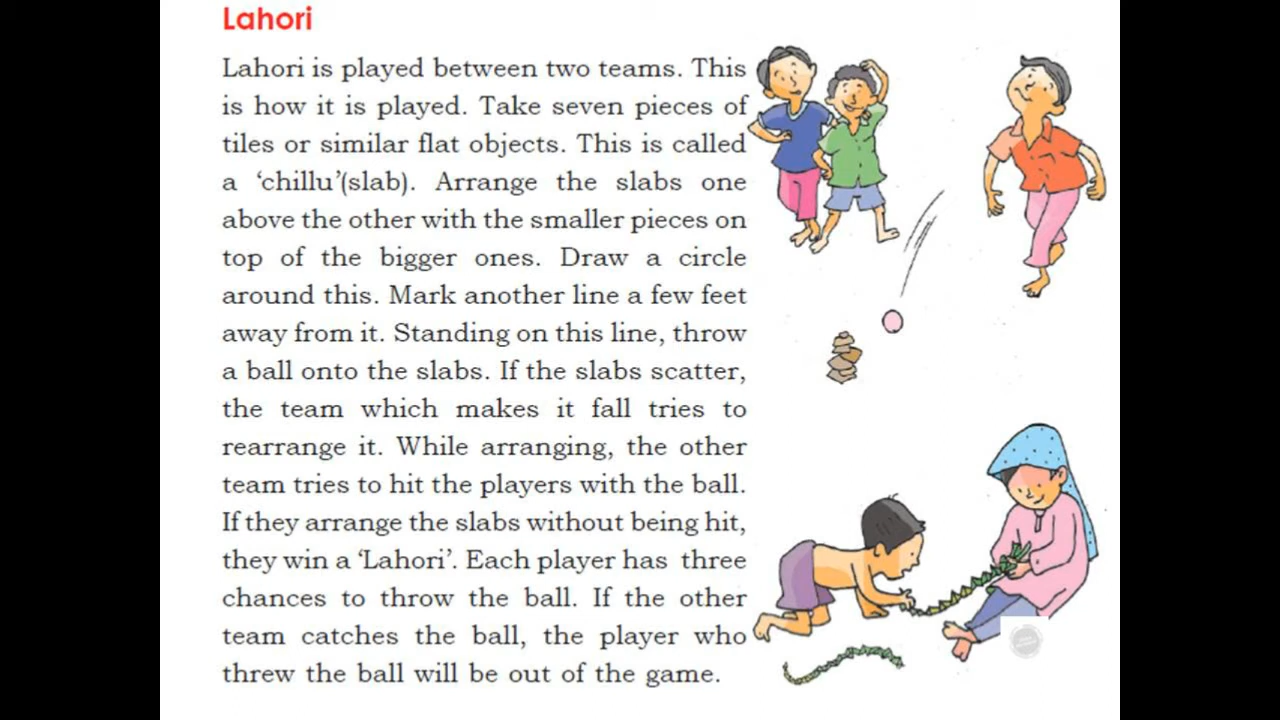 Lahori
Lahori is played between two teams. This
is how it is played. Take seven pieces of
tiles or similar flat objects. This is called
a ‘chillu’(slab). Arrange the slabs one
above the other with the smaller pieces on
top of the bigger ones. Draw a circle
around this. Mark another line a few feet
away from it. Standing on this line, throw
a ball onto the slabs. If the slabs scatter,
the team which makes it fall tries to
rearrange it. While arranging, the other
team tries to hit the players with the ball.
If they arrange the slabs without being hit,
they win a ‘Lahori’. Each player has three
chances to throw the ball. If the other
team catches the ball, the player who
threw the ball will be out of the game.